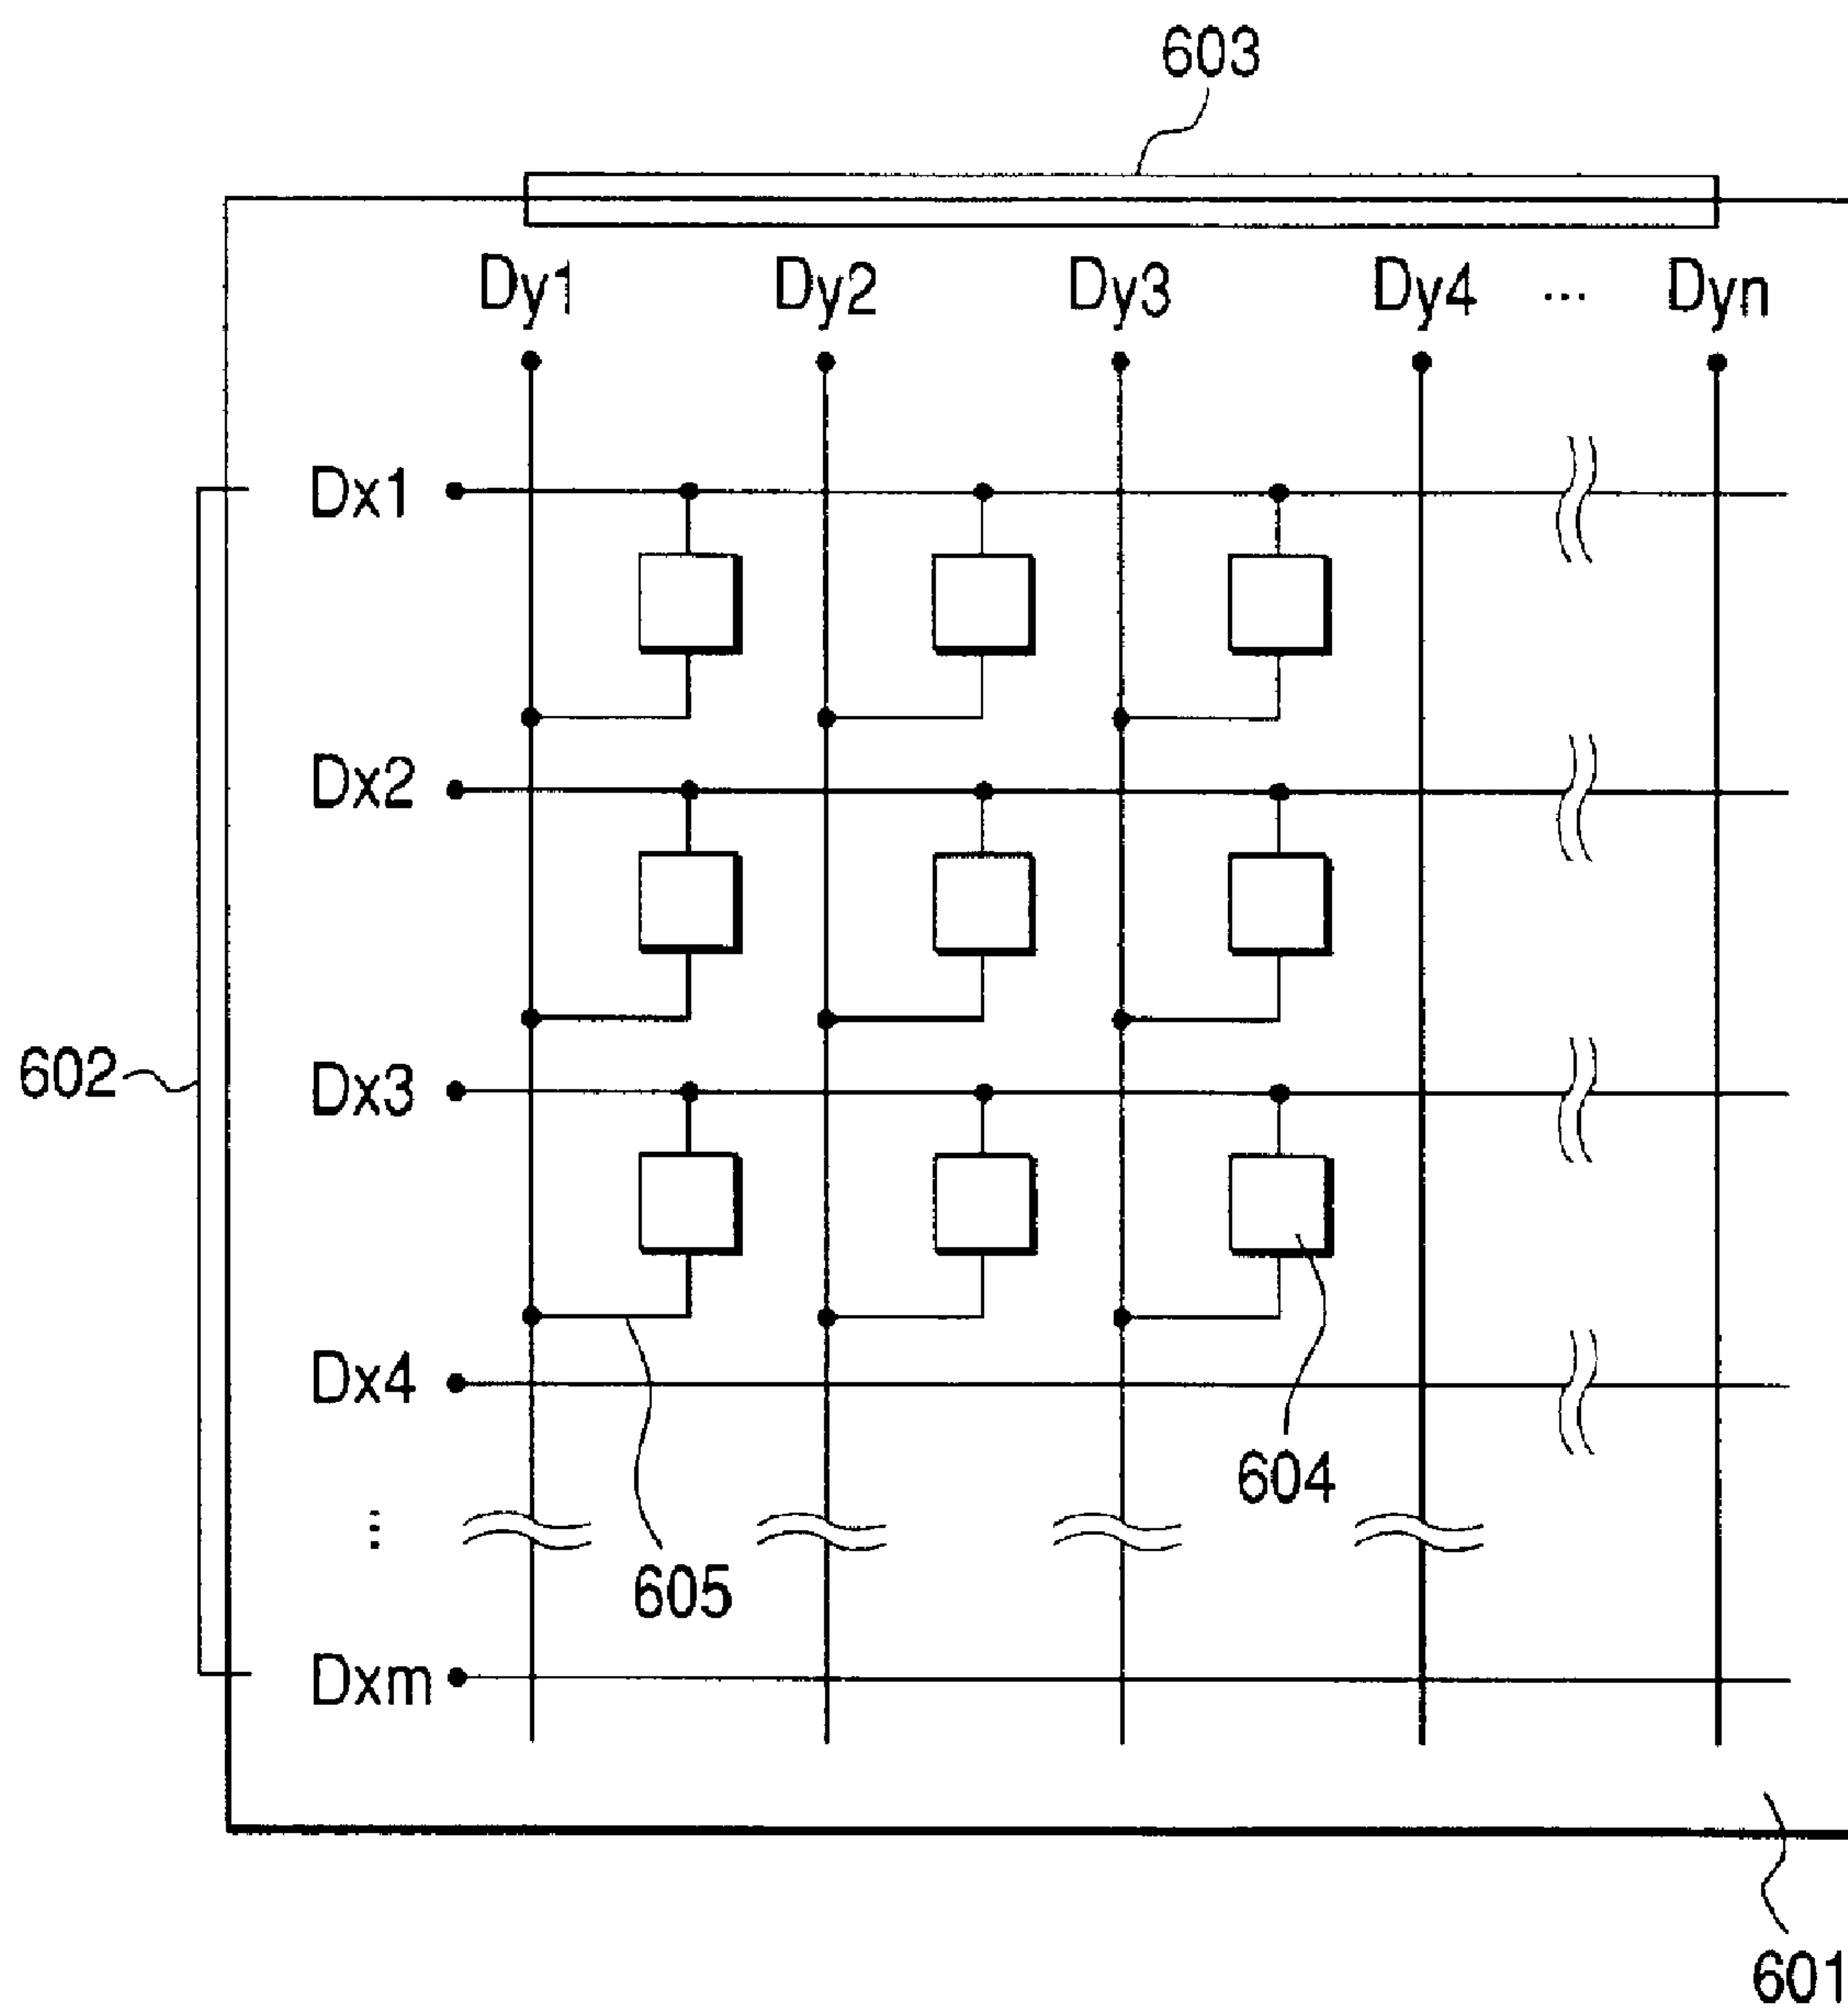 603
Dy1 Dy2 Dy3 Dy4 ... Dyn
Dx1
Dx2
602
Dx3
Dx4
604
⋮
605
Dxm
601